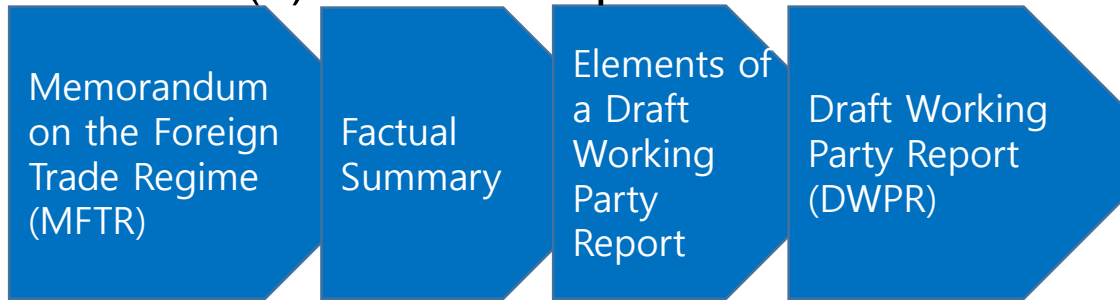 Memorandum
on the Foreign
Trade Regime
(MFTR)
Factual
Summary
Elements of
a Draft
Working
Party
Report
Draft Working
Party Report
(DWPR)